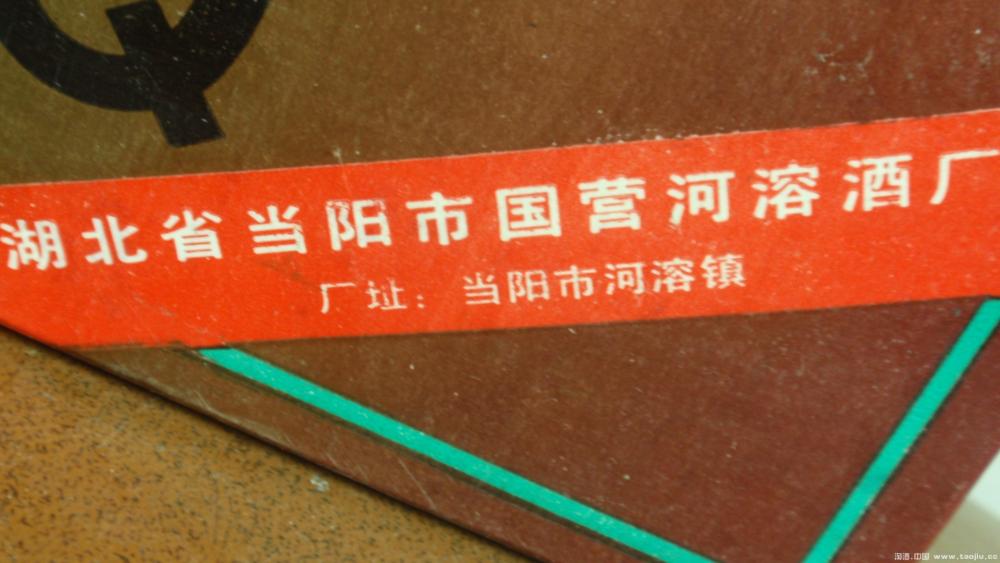 湖北省当阳市国营河溶酒厂
厂址：当阳市河溶镇
淘酒.中国 www.taojiu.cc